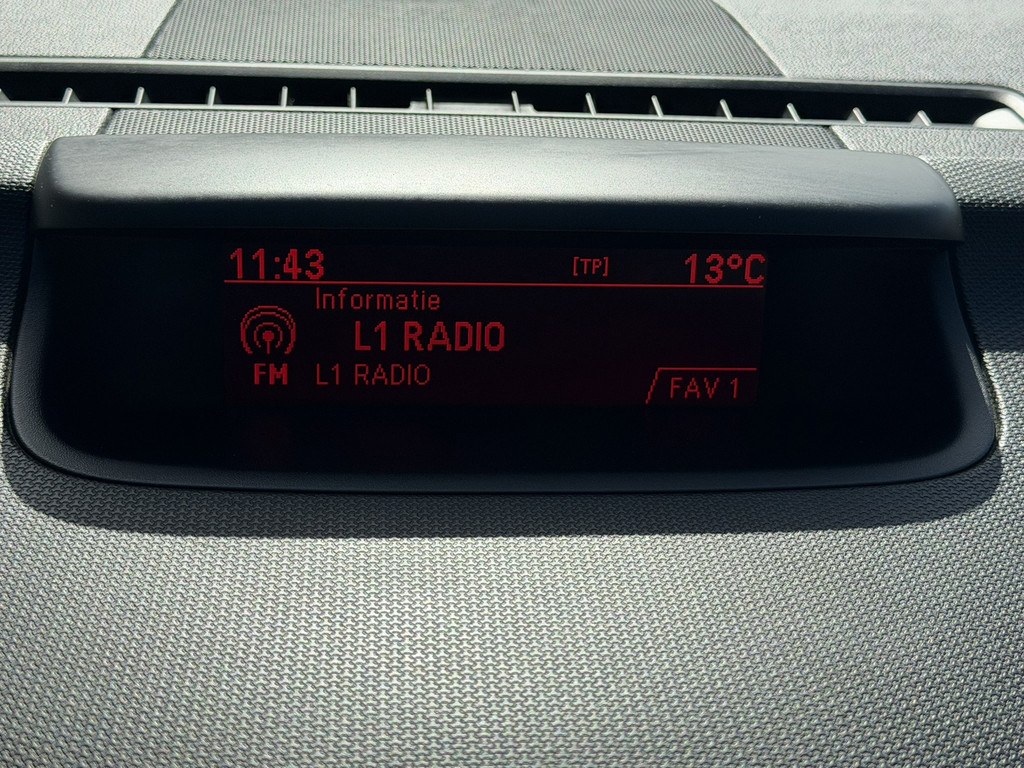 11:43 [TP] 13°C
Informatie
L1 RADIO
FM L1 RADIO
FAV 1